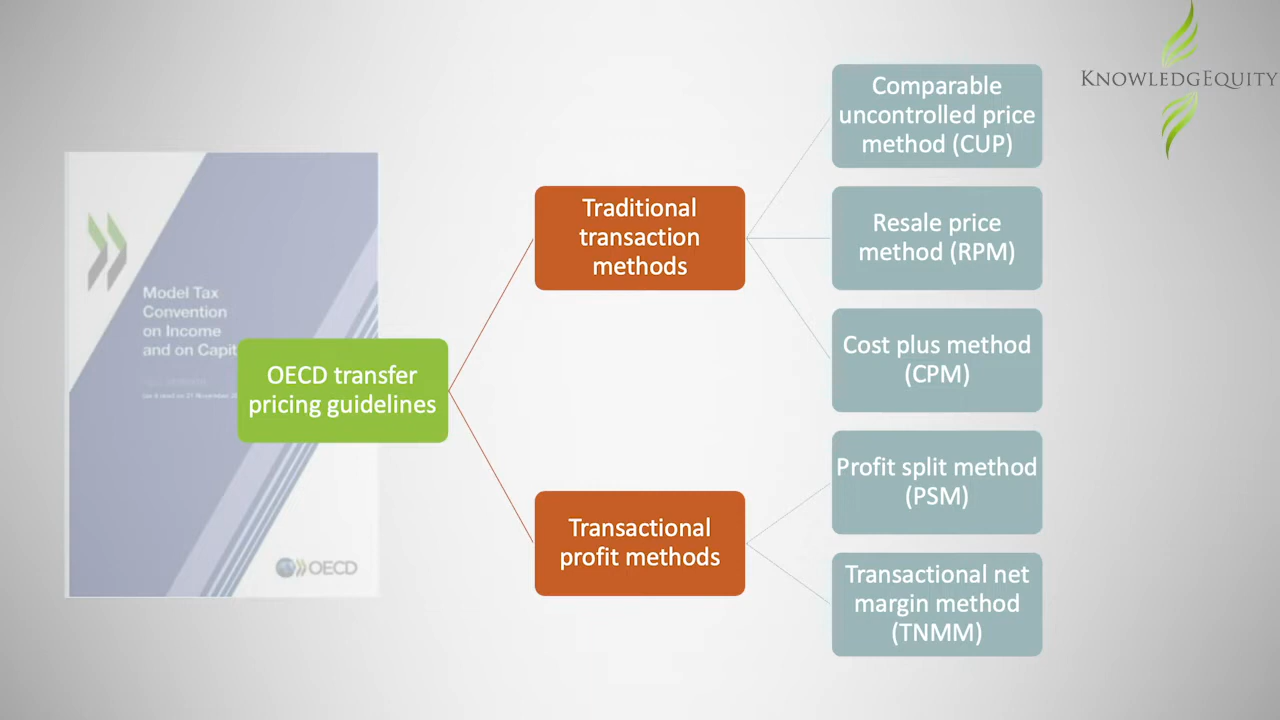 KNOWLEDGEEQUITY
Model Tax
Convention
on Income
and on Capit
OECD
OECD transfer
pricing guidelines
Traditional
transaction
methods
Transactional
profit methods
Comparable
uncontrolled price
method (CUP)
Resale price
method (RPM)
Cost plus method
(CPM)
Profit split method
(PSM)
Transactional net
margin method
(TNMM)